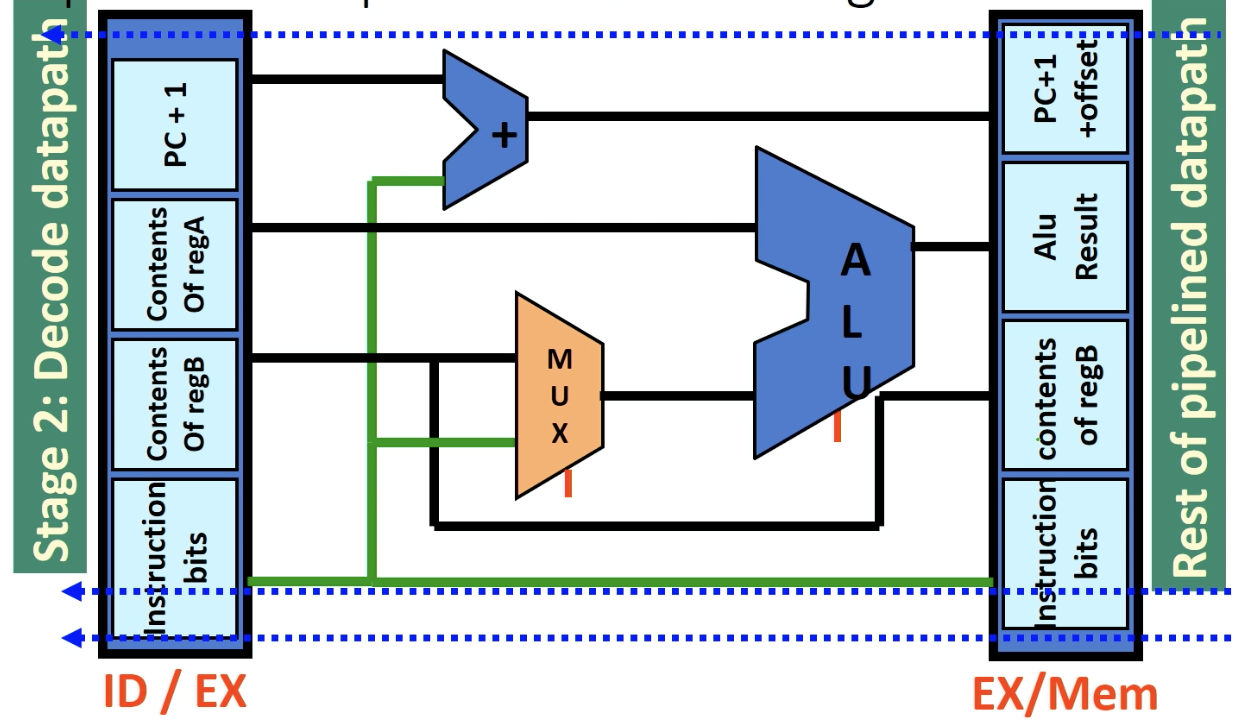 Stage 2: Decode datapath
PC + 1
Contents
Of regA
Contents
Of regB
Instruction
bits
ID / EX
+
M
U
X
A
L
U
PC+1
+offset
Alu
Result
contents
of regB
Instruction
bits
EX/Mem
Rest of pipelined datapath